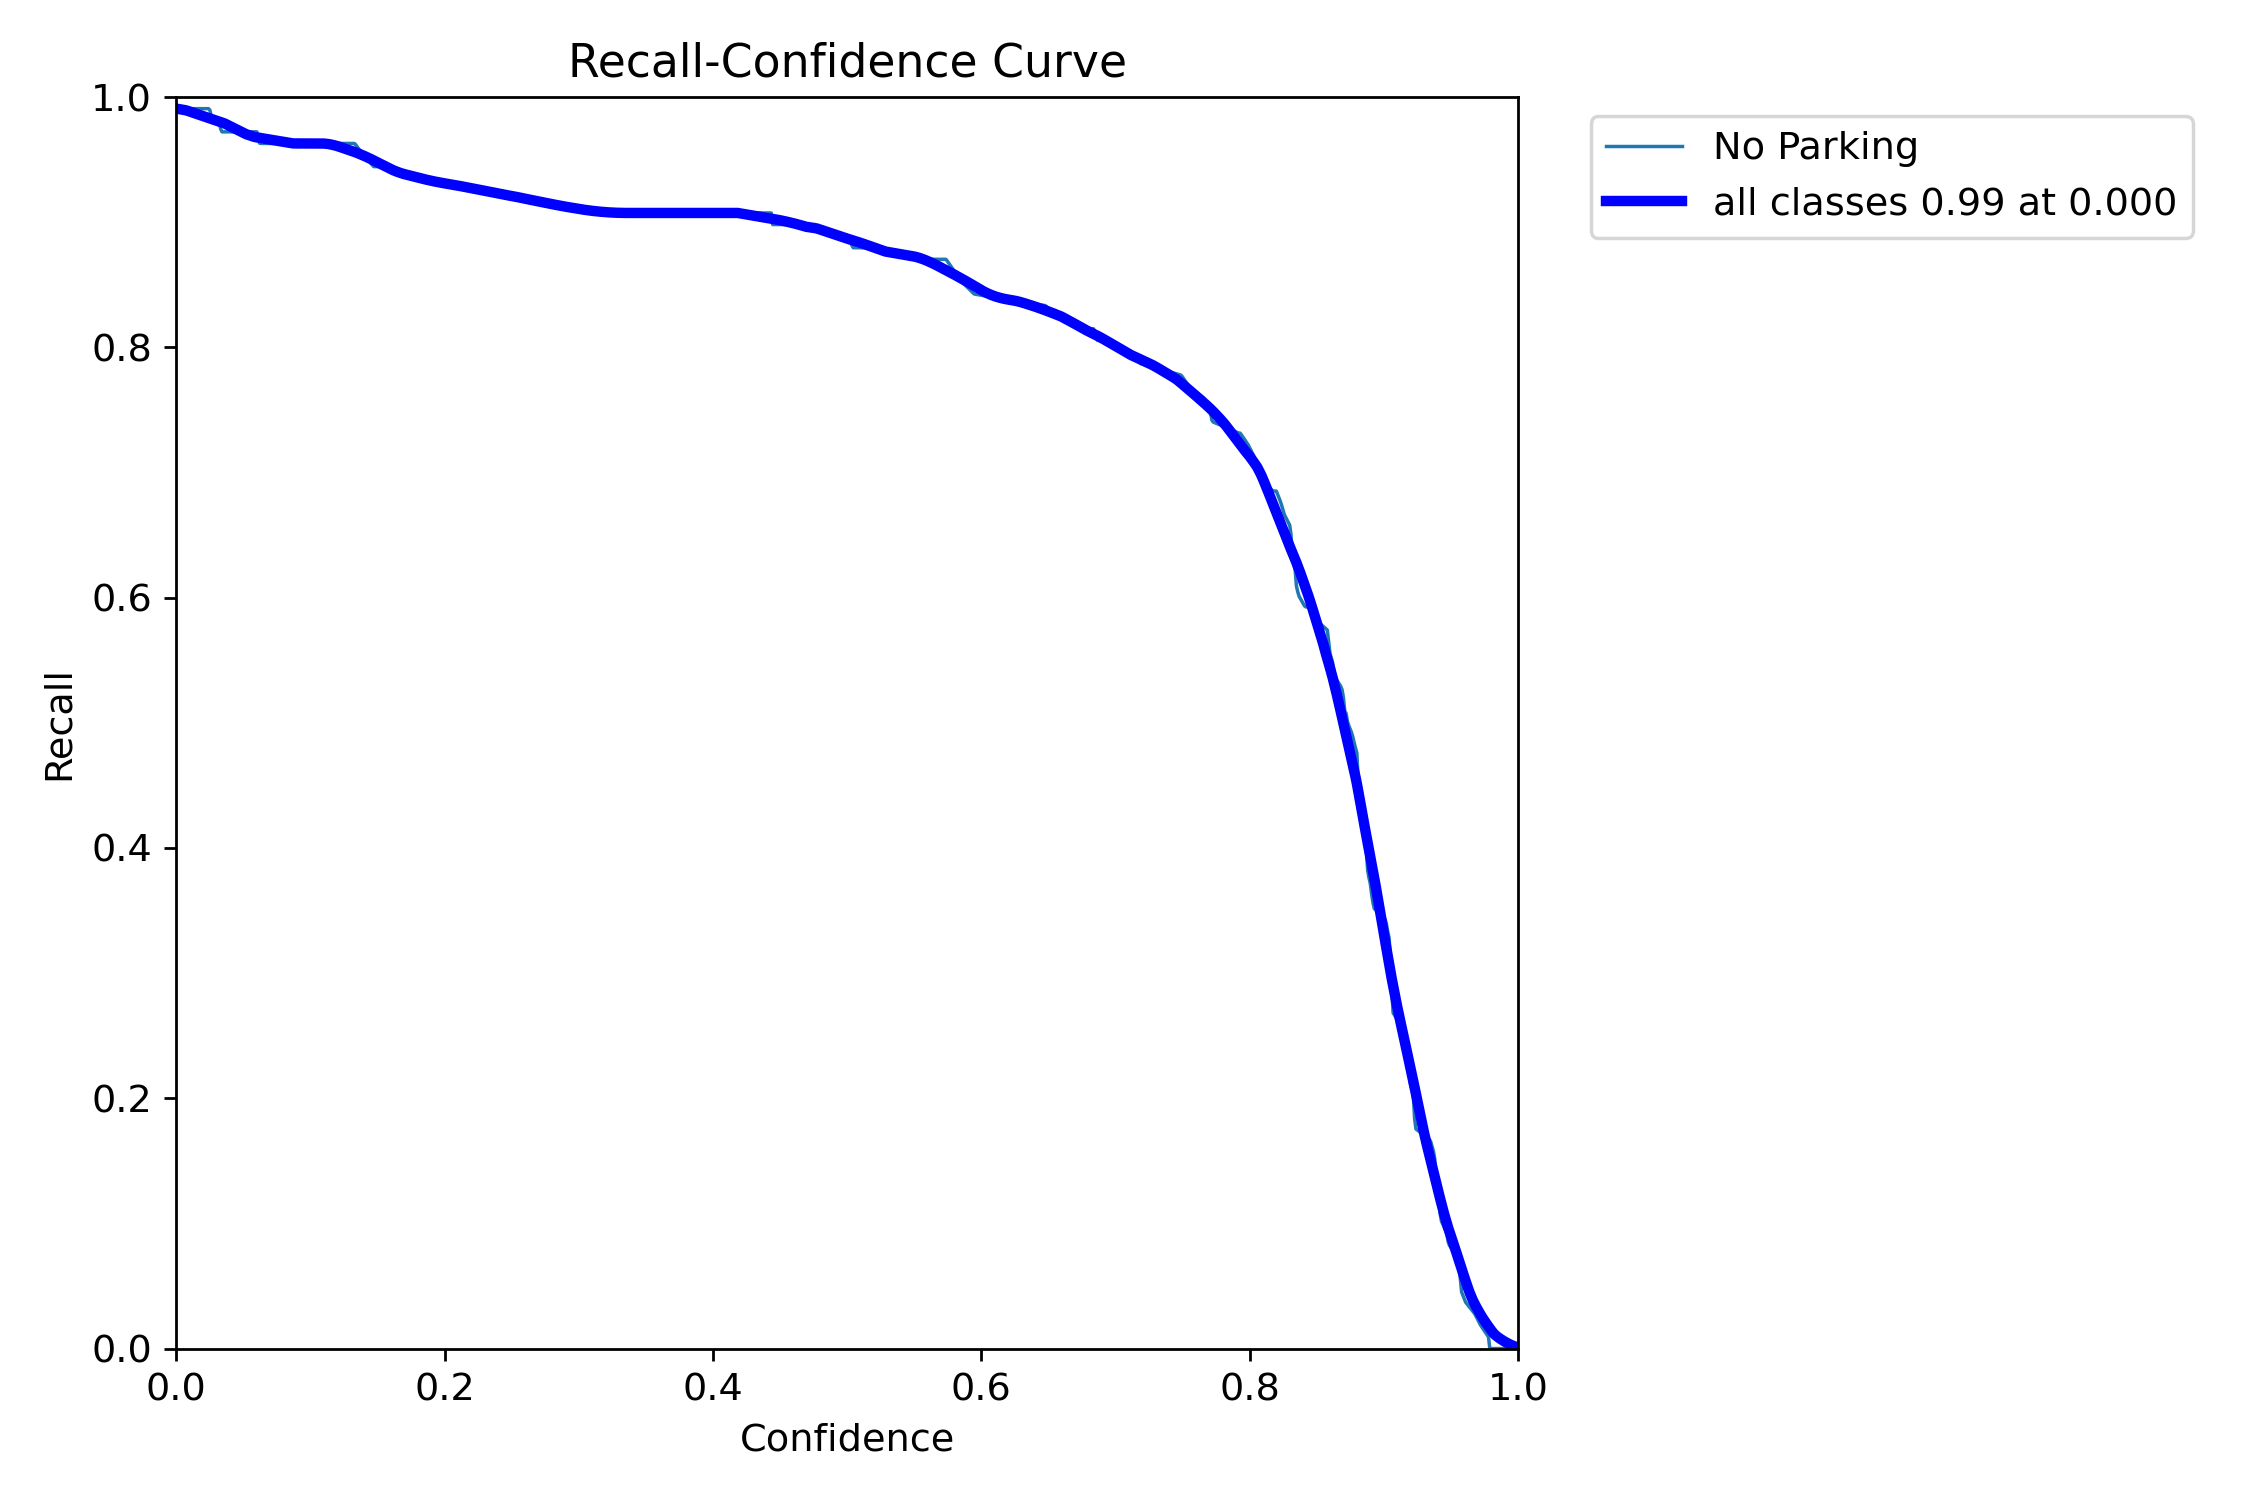 Recall-Confidence Curve
1.0
0.8
0.6
0.4
0.2
0.0
Recall
0.0 0.2 0.4 0.6 0.8 1.0
Confidence
No Parking
all classes 0.99 at 0.000